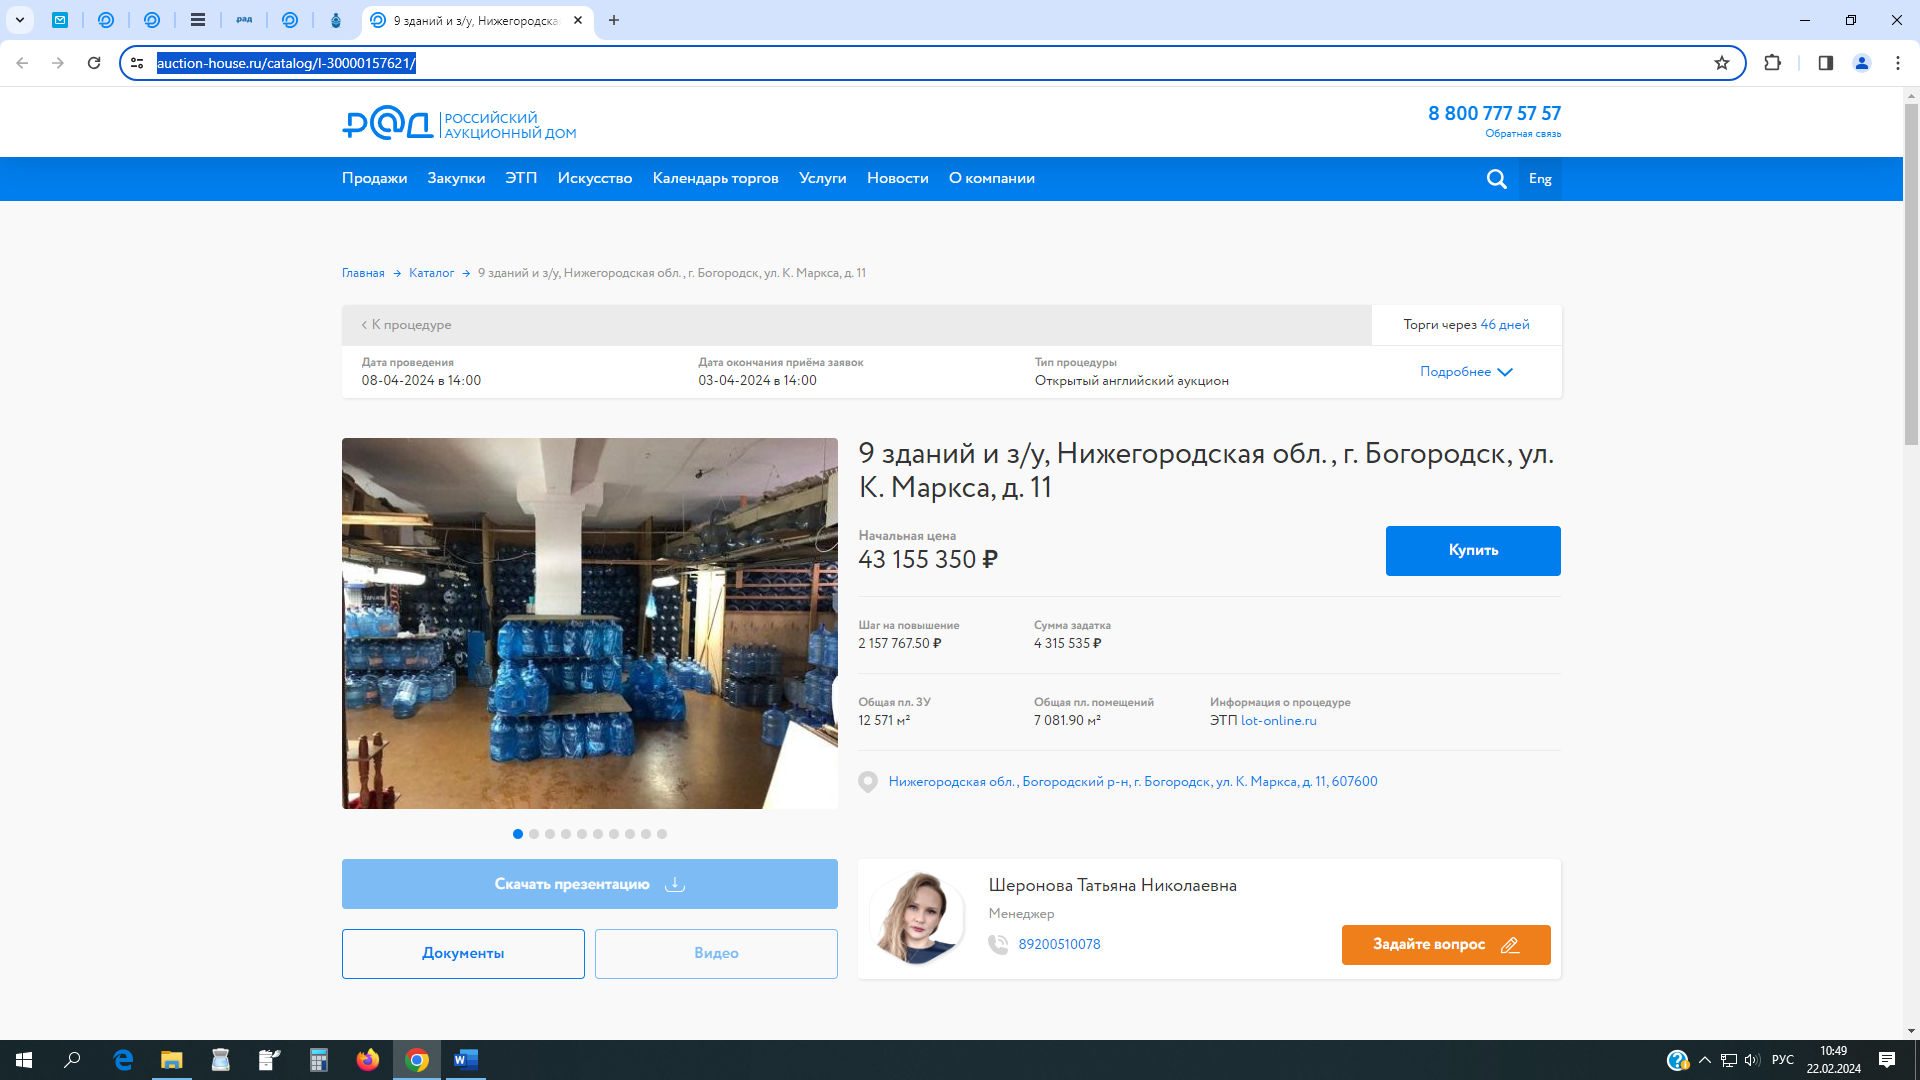 рад
9 зданий и з/у, Нижегородска
auction-house.ru/catalog/l-30000157621/
РАД РОССИЙСКИЙ
АУКЦИОННЫЙ ДОМ
8 800 777 57 57
Обратная связь
Продажи Закупки ЭТП Искусство Календарь торгов Услуги Новости О компании Eng
Главная → Каталог → 9 зданий и з/у, Нижегородская обл., г. Богородск, ул. К. Маркса, д. 11
К процедуре
Торги через 46 дней
Дата проведения Дата окончания приёма заявок Тип процедуры
08-04-2024 в 14:00 03-04-2024 в 14:00 Открытый английский аукцион
Подробнее
9 зданий и з/у, Нижегородская обл., г. Богородск, ул.
К. Маркса, д. 11
Начальная цена
43 155 350 ₽
Купить
Шаг на повышение Сумма задатка
2 157 767.50 ₽ 4 315 535 ₽
Общая пл. ЗУ Общая пл. помещений Информация о процедуре
12 571 м² 7 081.90 м² ЭТП lot-online.ru
Нижегородская обл., Богородский р-н, г. Богородск, ул. К. Маркса, д. 11, 607600
Скачать презентацию
Документы Видео
Шеронова Татьяна Николаевна
Менеджер
89200510078
Задайте вопрос
РУС
10:49
22.02.2024